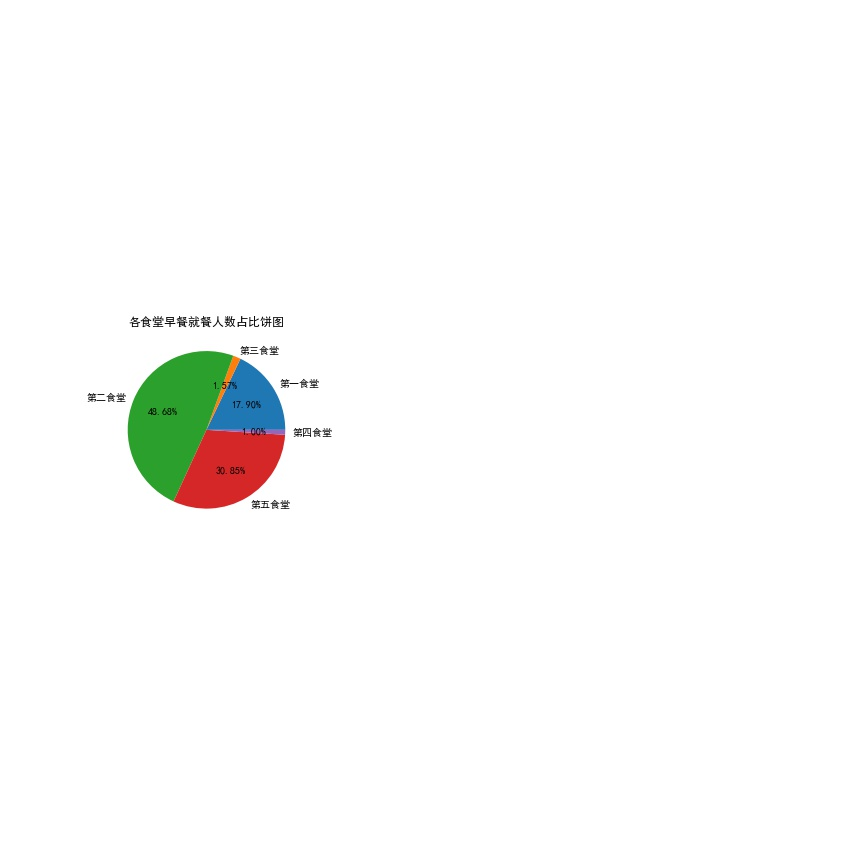 各食堂早餐就餐人数占比饼图
第三食堂
第一食堂
1.57%
第二食堂
17.90%
48.68%
第四食堂
1.00%
30.85%
第五食堂